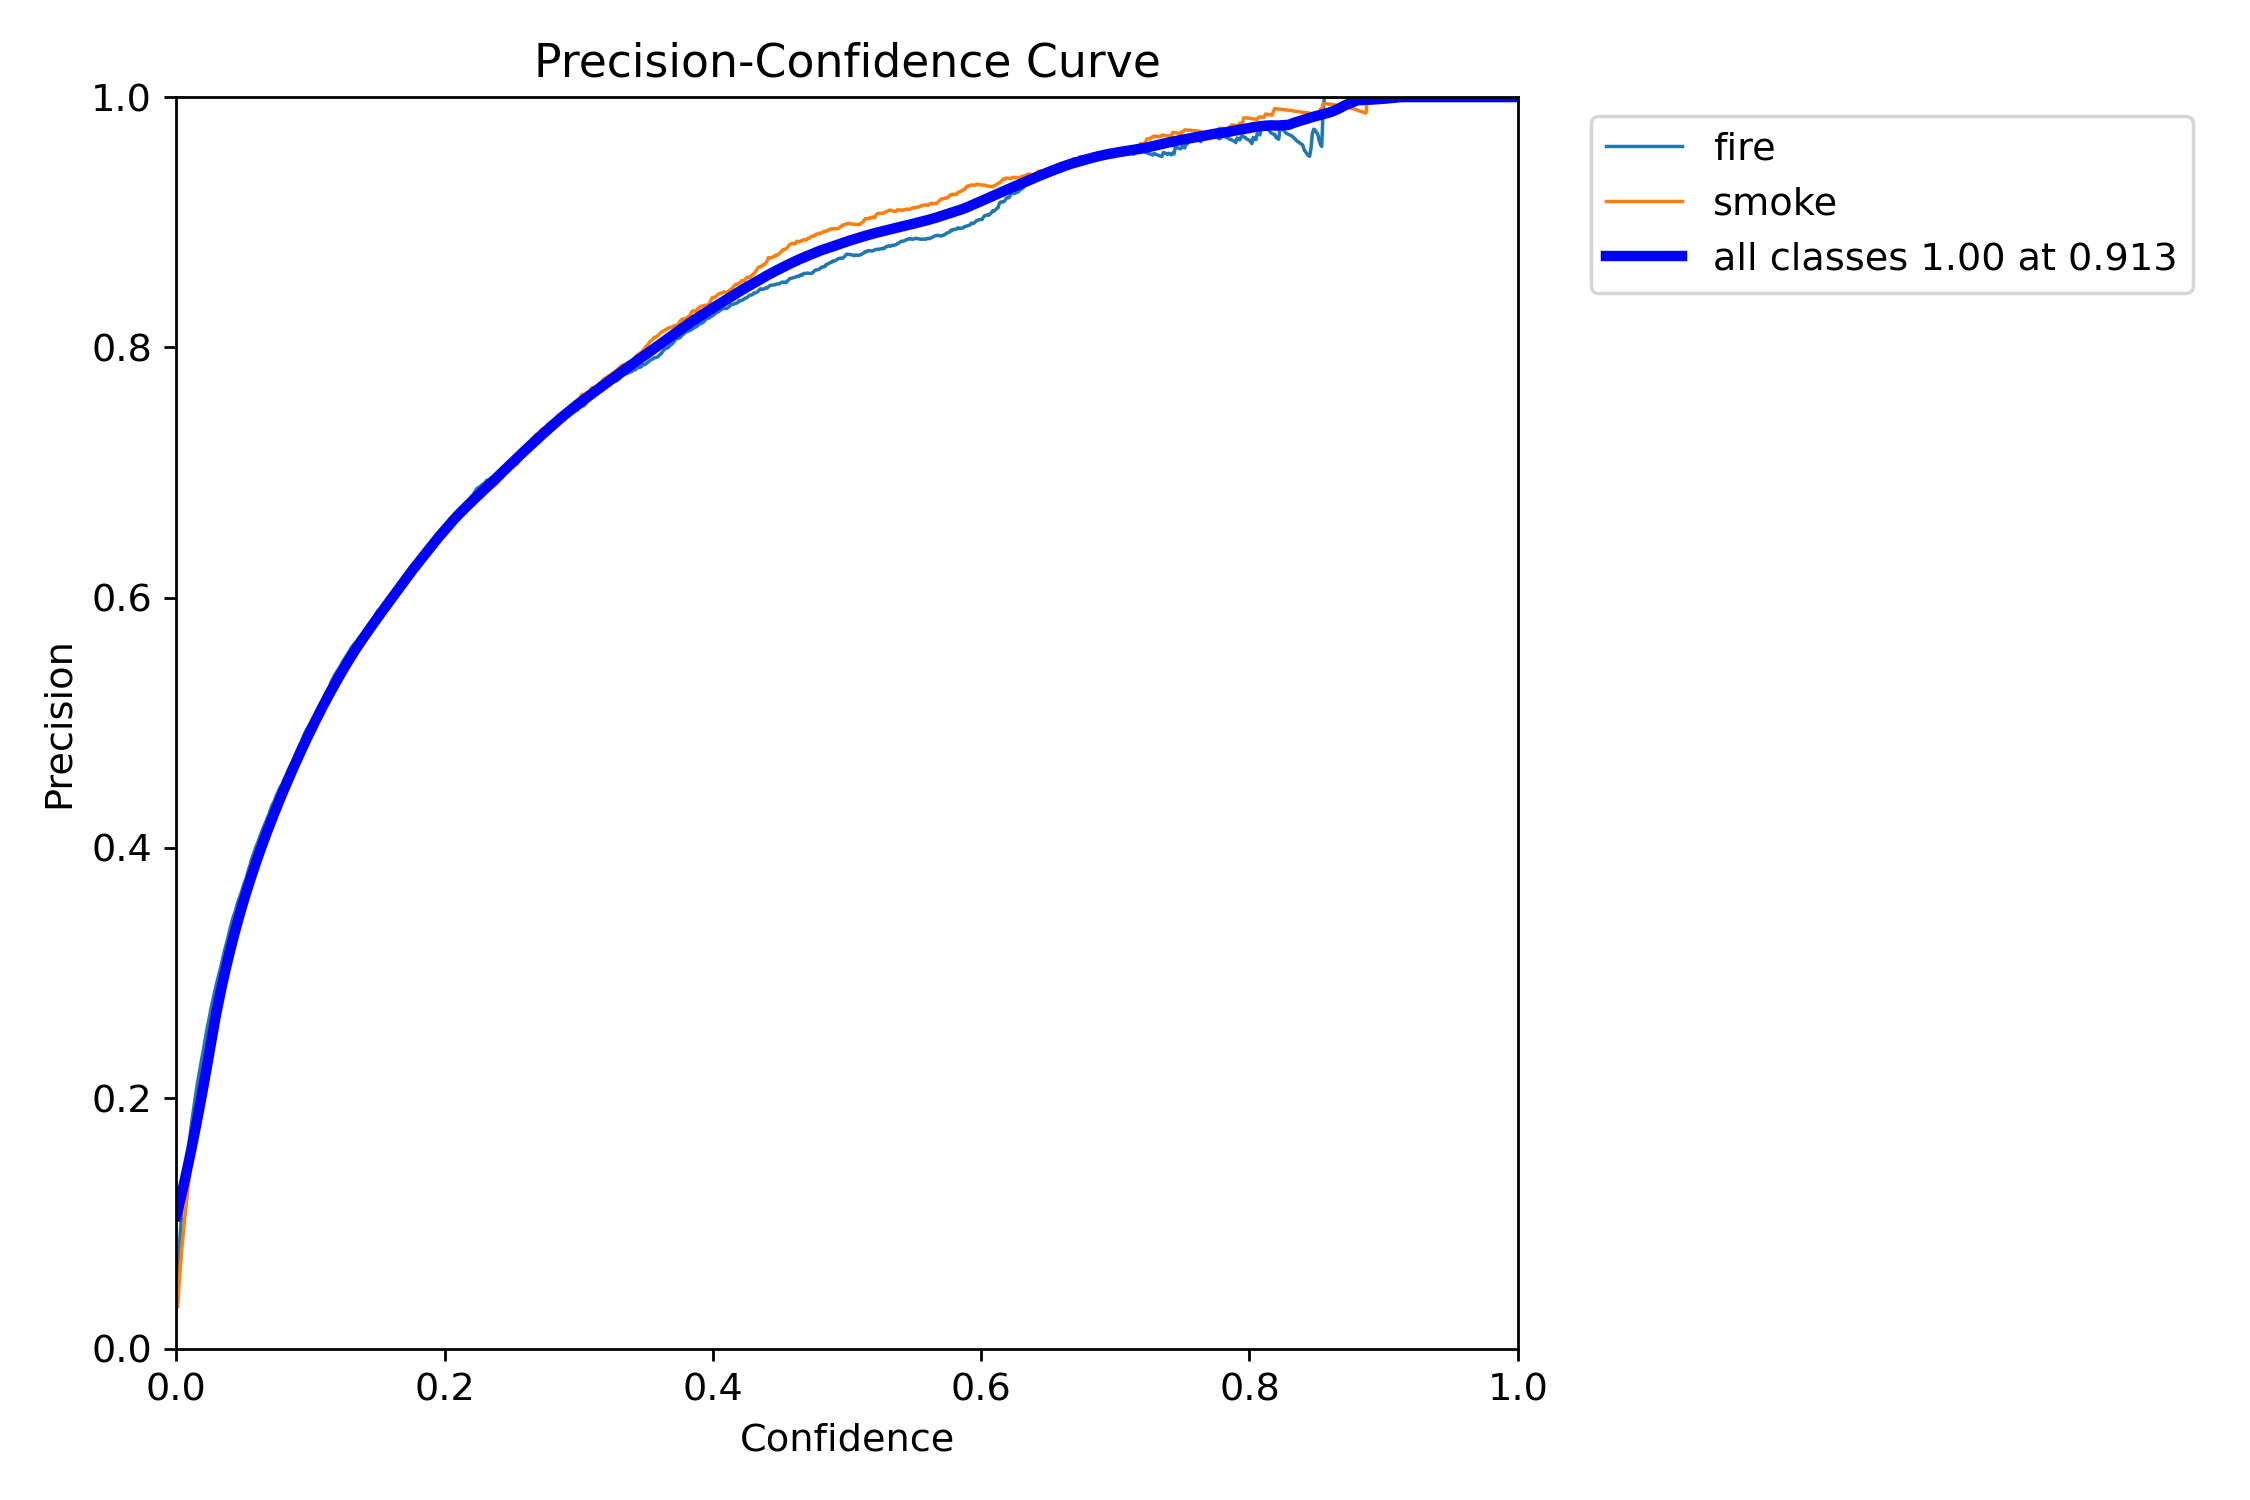 Precision-Confidence Curve
1.0
0.8
0.6
0.4
0.2
0.0
Precision
0.0 0.2 0.4 0.6 0.8 1.0
Confidence
fire
smoke
all classes 1.00 at 0.913